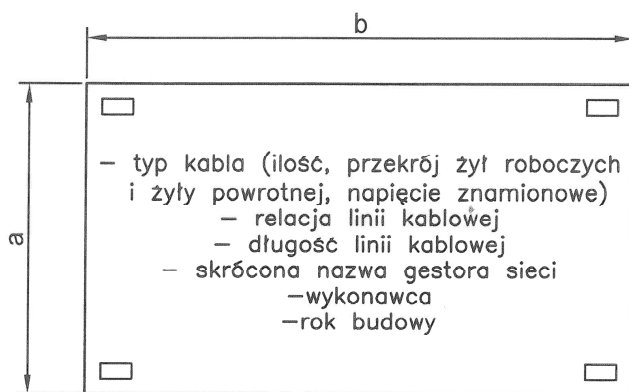 b
a
– typ kabla (ilość, przekrój żył roboczych
i żyły powrotnej, napięcie znamionowe)
– relacja linii kablowej
– długość linii kablowej
– skrócona nazwa gestora sieci
–wykonawca
–rok budowy